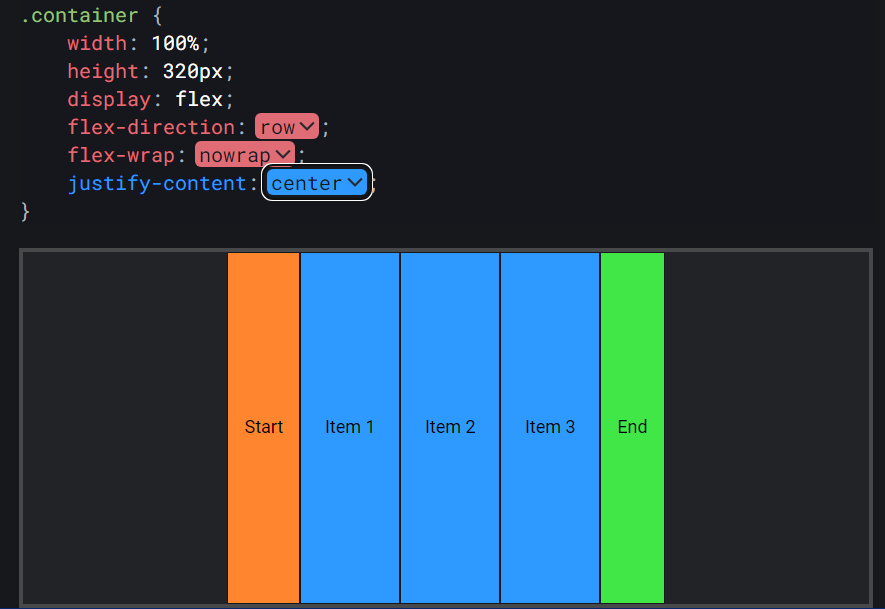 .container {
width: 100%;
height: 320px;
display: flex;
flex-direction: row;
flex-wrap: nowrap;
justify-content: center;
}
Start Item 1 Item 2 Item 3 End